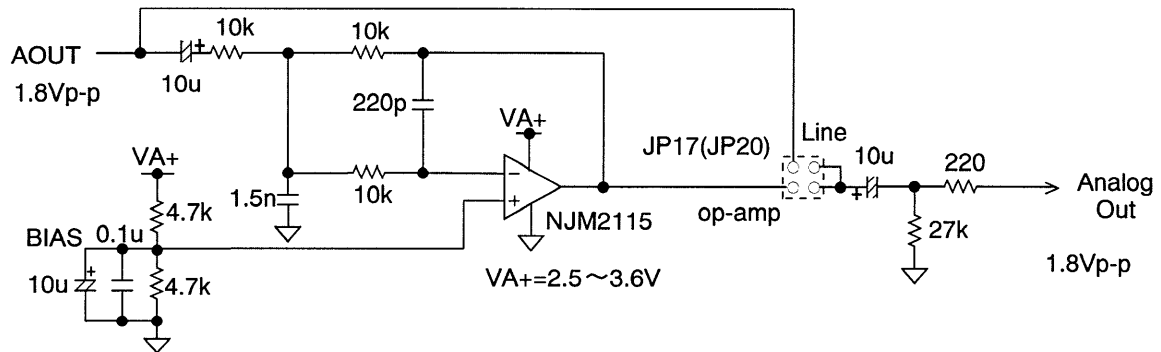 10k
10k
AOUT
+
10u
1.8Vp-p
220p
VA+
JP17(JP20)
Line
10u
220
VA+
−
10k
1.5n
+
+
Analog
Out
4.7k
NJM2115
op-amp
27k
BIAS
0.1u
+
10u
4.7k
VA+=2.5～3.6V
1.8Vp-p